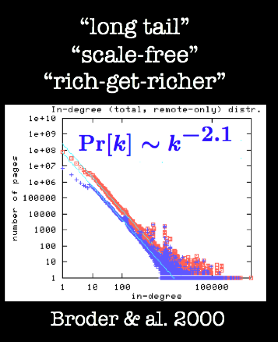 “long tail”
“scale-free”
“rich-get-richer”
In-degree (total, remote-only) distr.
Pr[k] ∼ k^−2.1
number of pages
1e+10
1e+09
1e+08
1e+07
1e+06
100000
10000
1000
100
10
1
1 10 100 100000
in-degree
Broder & al. 2000